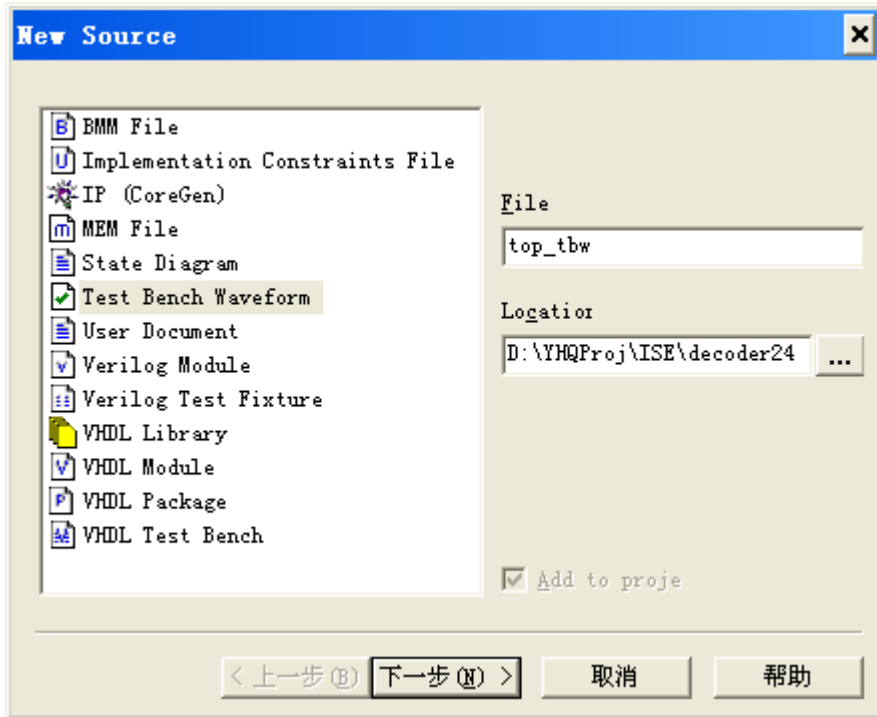 New Source
BMM File
Implementation Constraints File
IP (CoreGen)
MEM File
State Diagram
Test Bench Waveform
User Document
Verilog Module
Verilog Test Fixture
VHDL Library
VHDL Module
VHDL Package
VHDL Test Bench
File
top_tbw
Location
D:\YHQProj\ISE\decoder24
...
Add to proje
< 上一步(B)
下一步(N) >
取消
帮助